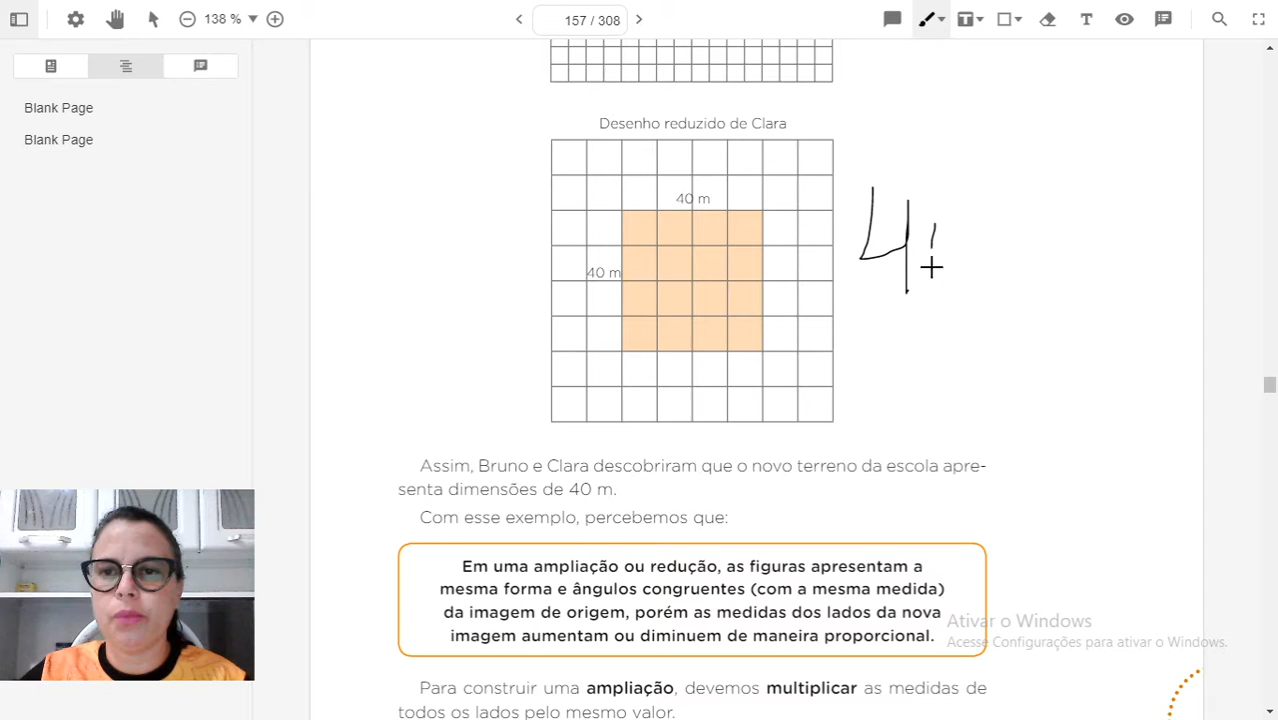 138 %
157 / 308
Blank Page
Blank Page
Desenho reduzido de Clara
40 m
40 m
4
Assim, Bruno e Clara descobriram que o novo terreno da escola apre-
senta dimensões de 40 m.
Com esse exemplo, percebemos que:
Em uma ampliação ou redução, as figuras apresentam a
mesma forma e ângulos congruentes (com a mesma medida)
da imagem de origem, porém as medidas dos lados da nova
imagem aumentam ou diminuem de maneira proporcional.
Ativar o Windows
Acesse Configurações para ativar o Windows.
Para construir uma ampliação, devemos multiplicar as medidas de
todos os lados pelo mesmo valor.